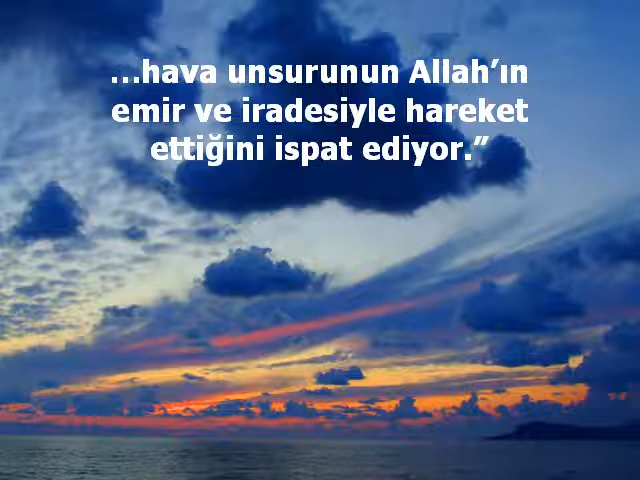 …hava unsurunun Allah’ın
emir ve iradesiyle hareket
ettiğini ispat ediyor.”